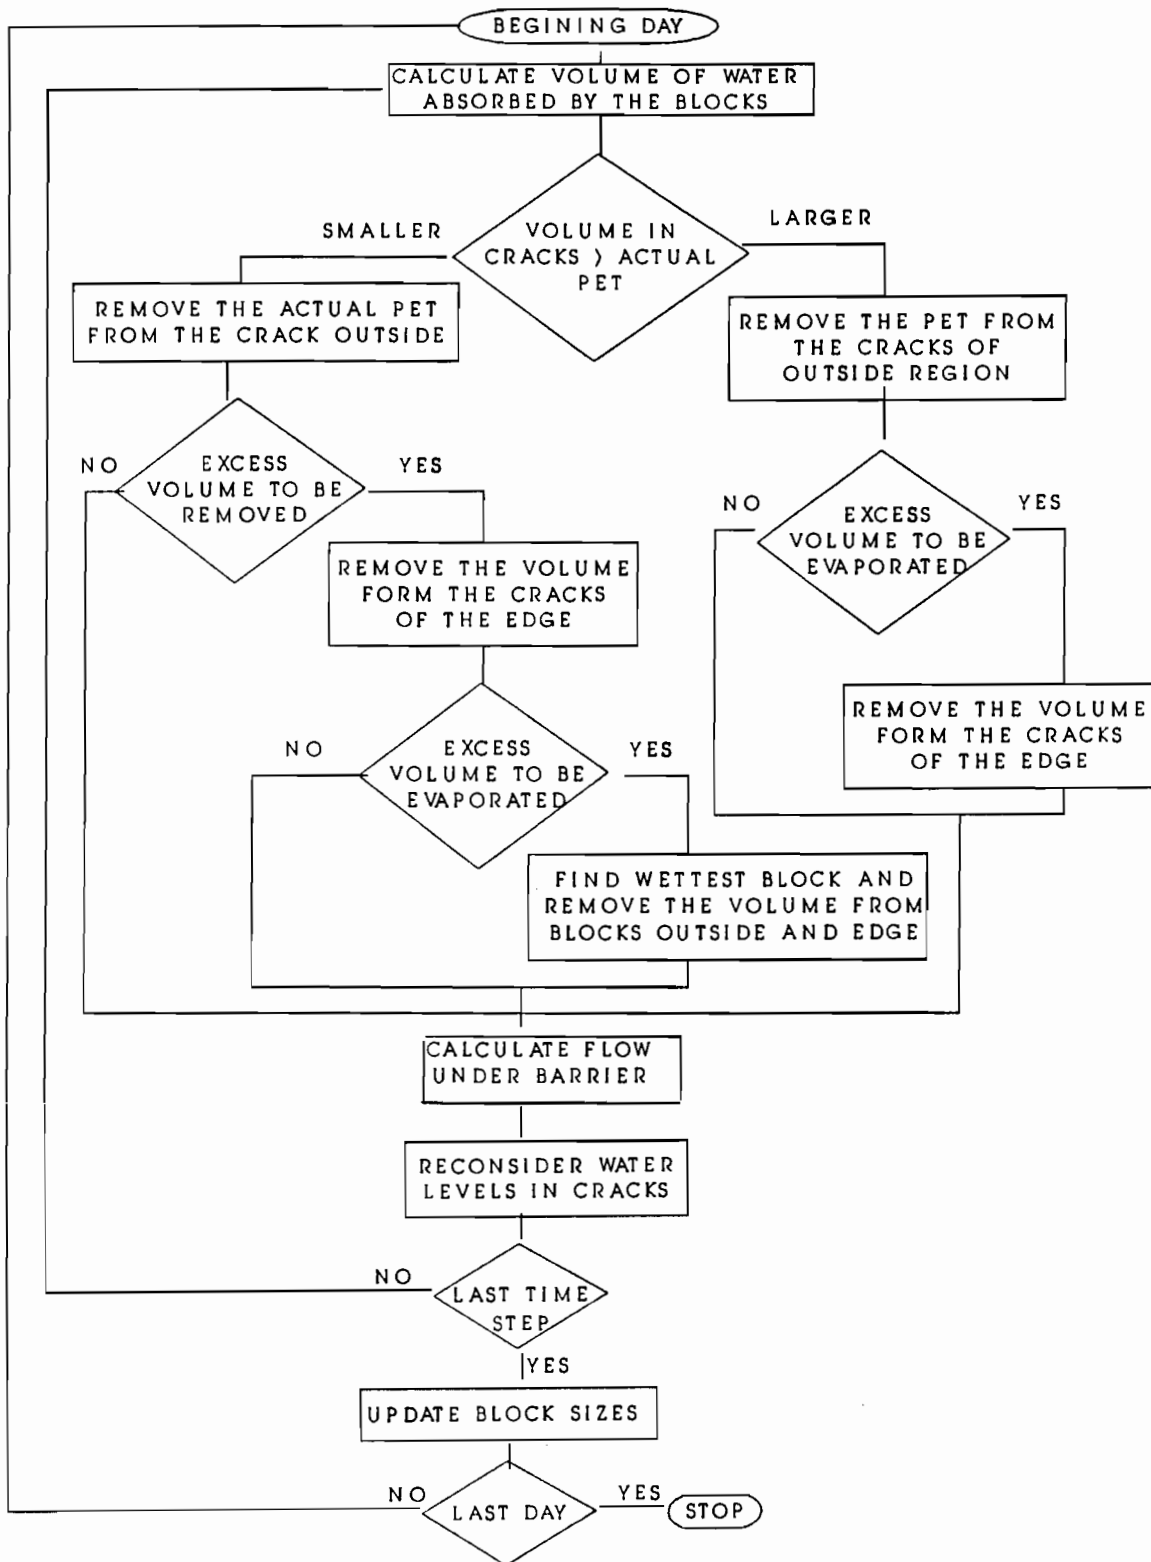 BEGINING DAY
CALCULATE VOLUME OF WATER
ABSORBED BY THE BLOCKS
VOLUME IN
CRACKS > ACTUAL
PET
SMALLER
LARGER
REMOVE THE ACTUAL PET
FROM THE CRACK OUTSIDE
REMOVE THE PET FROM
THE CRACKS OF
OUTSIDE REGION
NO
EXCESS
VOLUME TO BE
REMOVED
YES
NO
EXCESS
VOLUME TO BE
EVAPORATED
YES
REMOVE THE VOLUME
FORM THE CRACKS
OF THE EDGE
REMOVE THE VOLUME
FORM THE CRACKS
OF THE EDGE
NO
EXCESS
VOLUME TO BE
EVAPORATED
YES
FIND WETTEST BLOCK AND
REMOVE THE VOLUME FROM
BLOCKS OUTSIDE AND EDGE
CALCULATE FLOW
UNDER BARRIER
RECONSIDER WATER
LEVELS IN CRACKS
NO
LAST TIME
STEP
YES
UPDATE BLOCK SIZES
NO
LAST DAY
YES
STOP